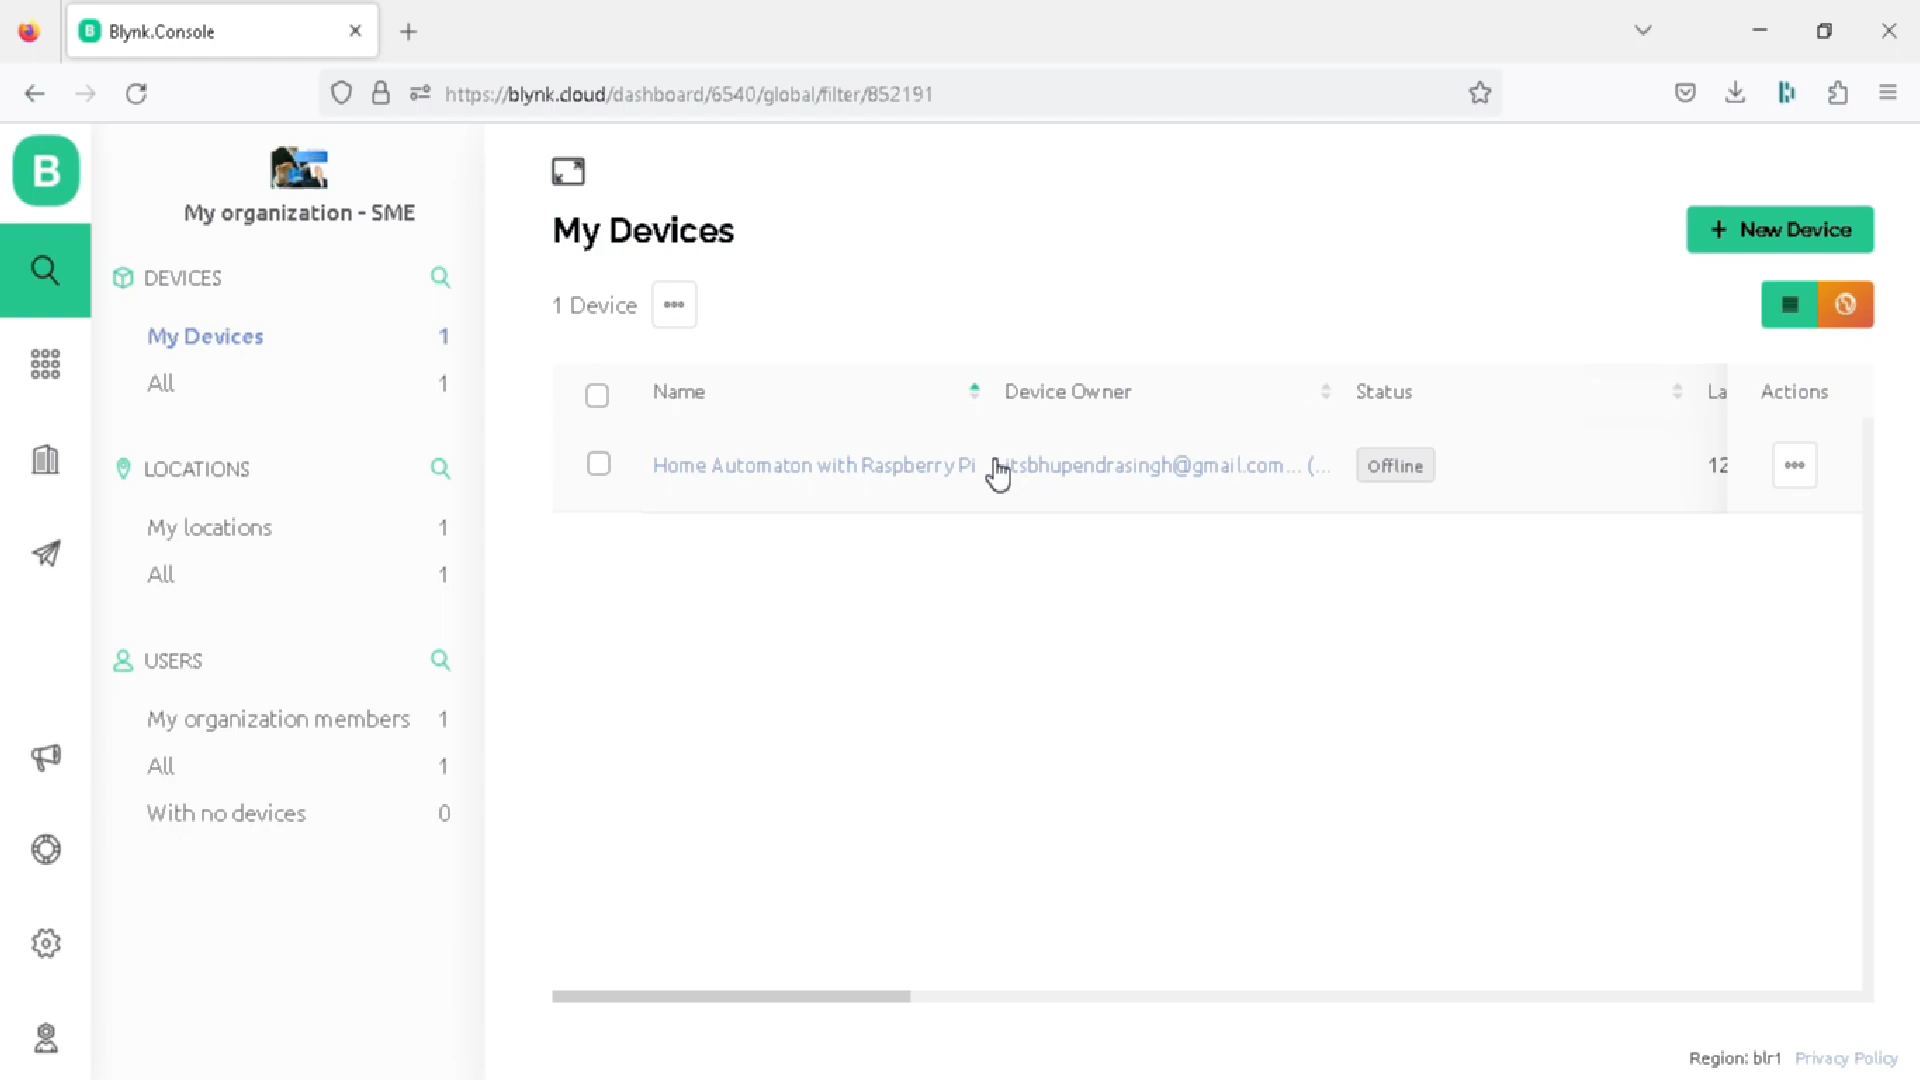 Blynk.Console
https://blynk.cloud/dashboard/6540/global/filter/852191
B
My organization - SME
DEVICES
My Devices 1
All 1
LOCATIONS
My locations 1
All 1
USERS
My organization members 1
All 1
With no devices 0
My Devices
+ New Device
1 Device
Name Device Owner Status La Actions
Home Automaton with Raspberry Pi itsbhupendrasingh@gmail.com... (... Offline 12
Region: blr1 Privacy Policy